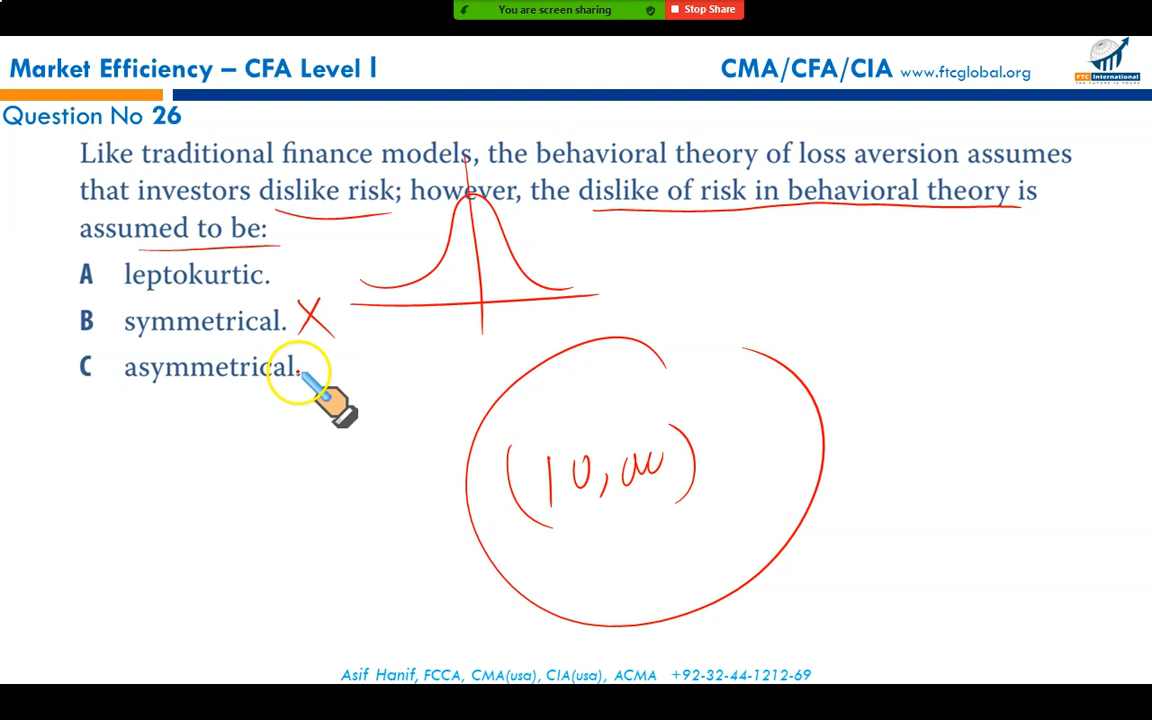 You are screen sharing
Stop Share
Market Efficiency – CFA Level I
CMA/CFA/CIA www.ftcglobal.org
FTC International
Question No 26
Like traditional finance models, the behavioral theory of loss aversion assumes
that investors dislike risk; however, the dislike of risk in behavioral theory is
assumed to be:
A leptokurtic.
B symmetrical.
C asymmetrical.
Asif Hanif, FCCA, CMA(usa), CIA(usa), ACMA +92-32-44-1212-69